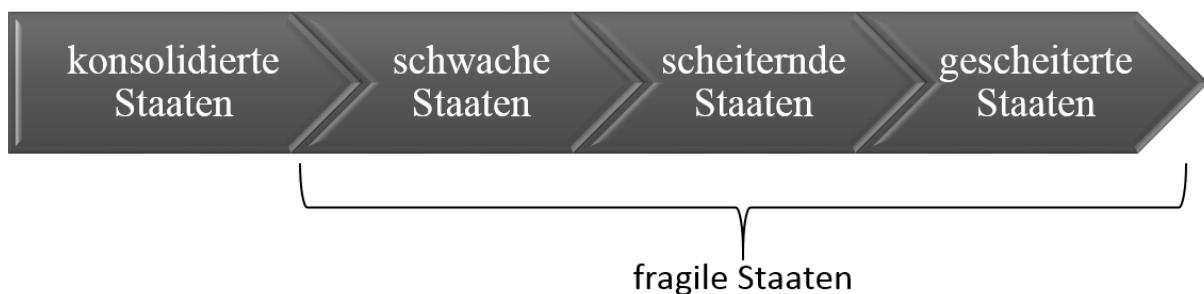 konsolidierte
Staaten
schwache
Staaten
scheiternde
Staaten
gescheiterte
Staaten
fragile Staaten